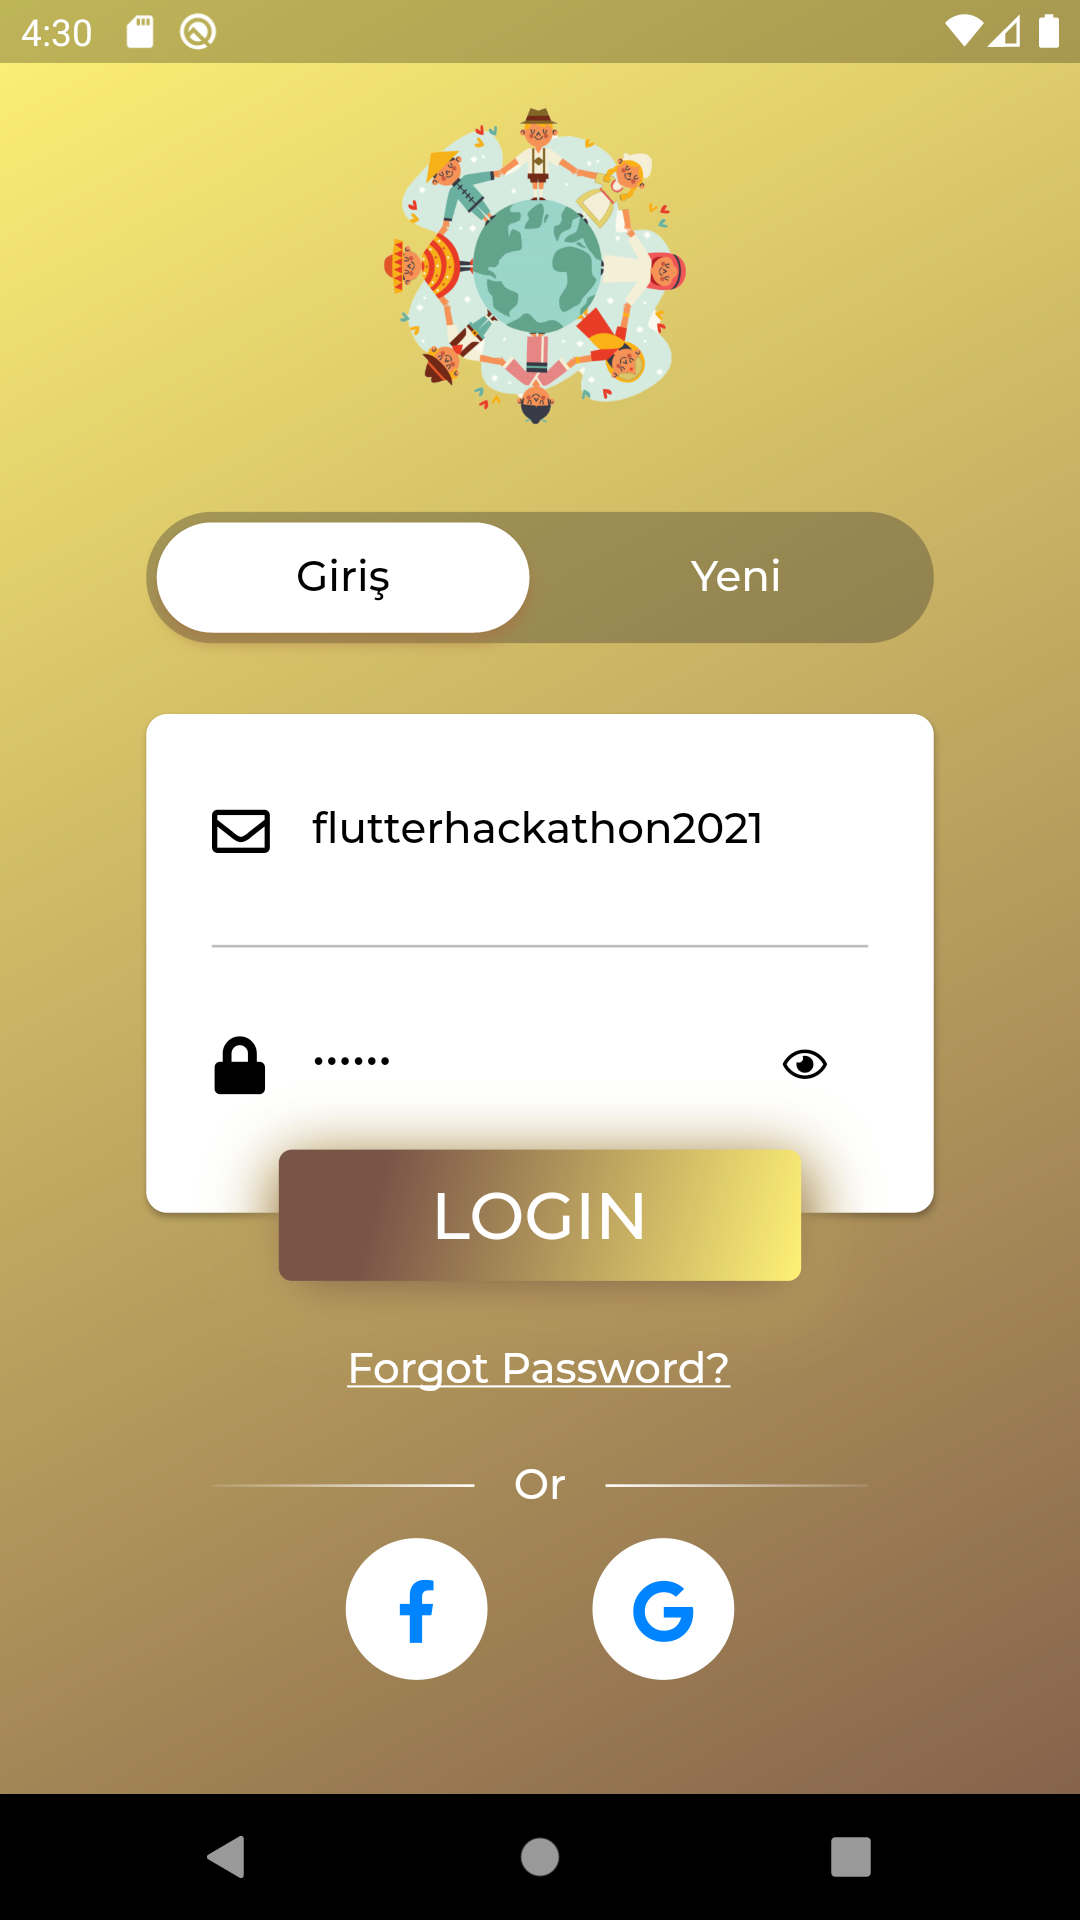 4:30
Giriş
Yeni
flutterhackathon2021
••••••
LOGIN
Forgot Password?
Or